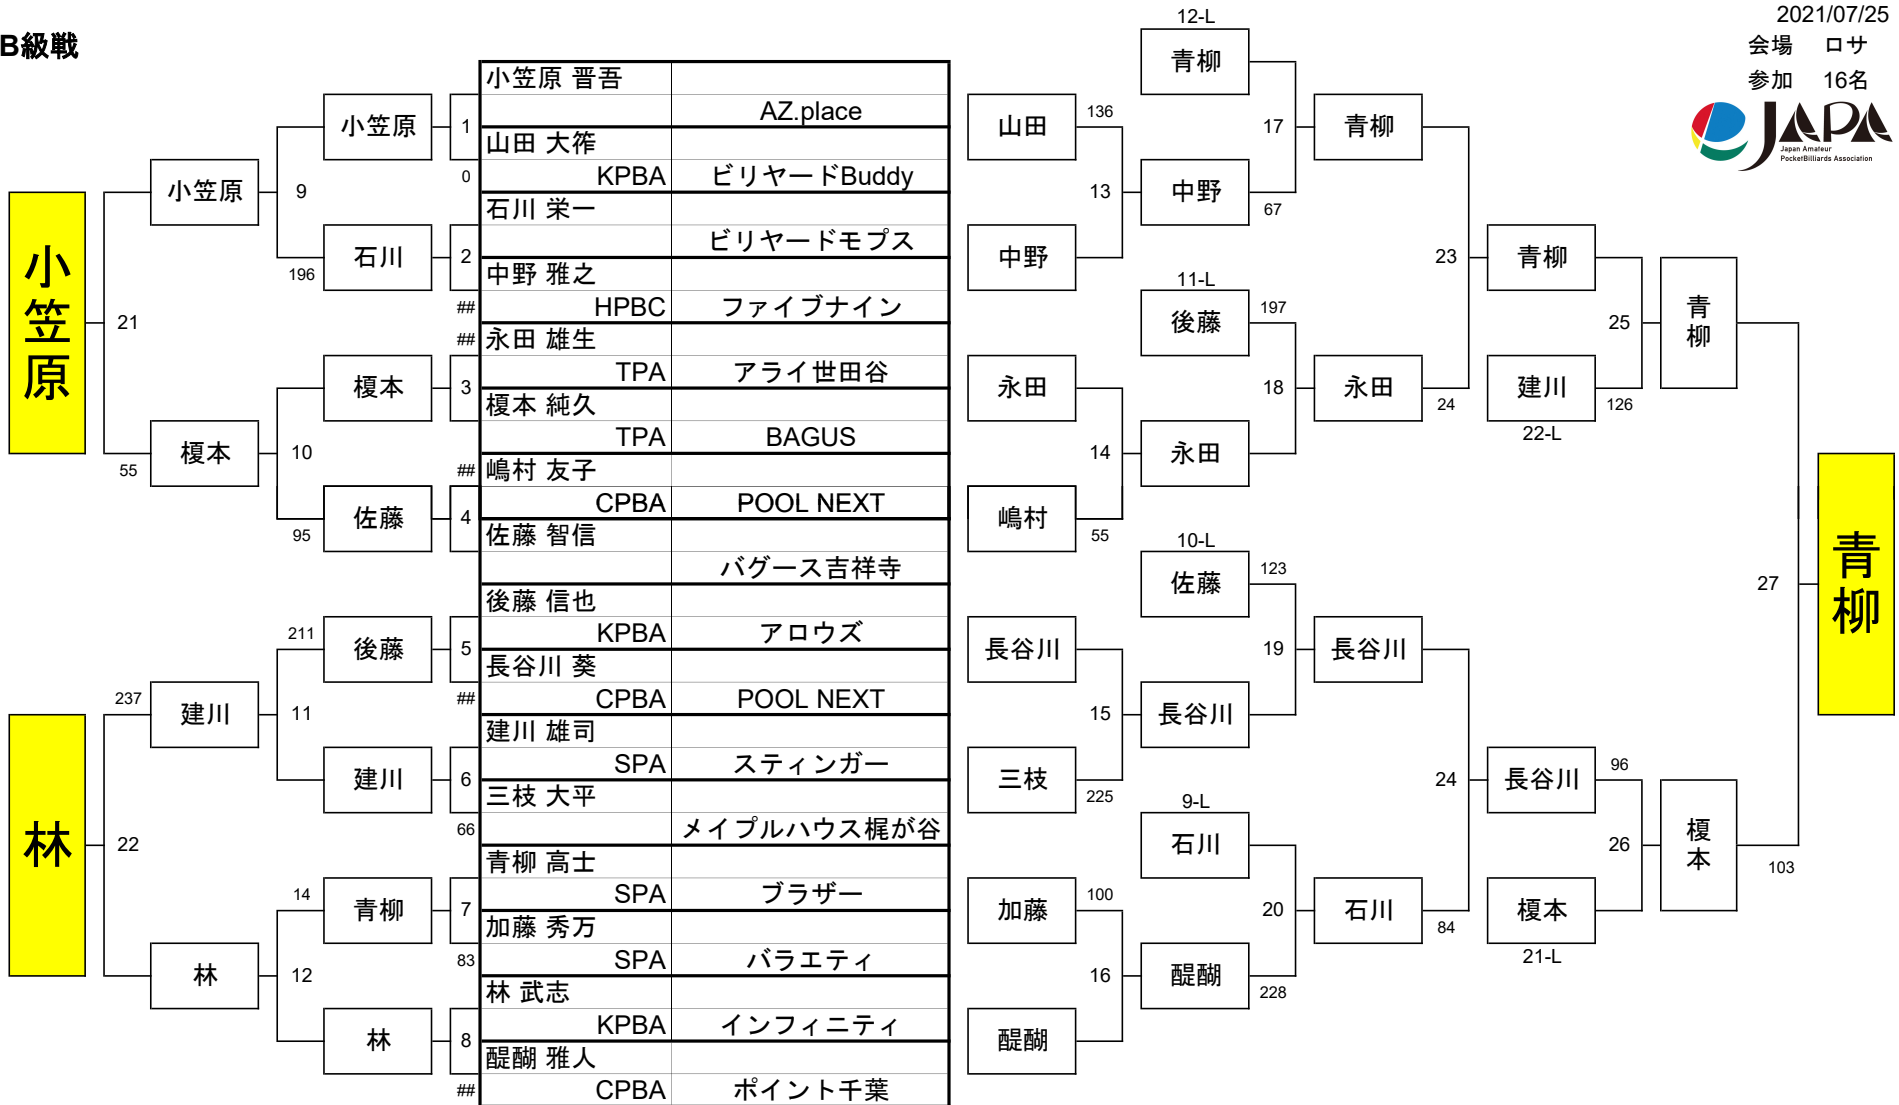 B級戦
2021/07/25
会場 ロサ
参加 16名
JAPA
Japan Amateur
PocketBilliards Association
小笠原
21
林
22
小笠原
9
196
榎本
55
10
95
237
建川
11
211
林
12
14
小笠原
石川
榎本
佐藤
後藤
建川
青柳
林
1
小笠原 晋吾
AZ.place
山田 大筰
0 KPBA ビリヤードBuddy
2
石川 栄一
ビリヤードモプス
中野 雅之
## HPBC ファイブナイン
3
## 永田 雄生
TPA アライ世田谷
榎本 純久
TPA BAGUS
4
## 嶋村 友子
CPBA POOL NEXT
佐藤 智信
バグース吉祥寺
5
後藤 信也
KPBA アロウズ
長谷川 葵
## CPBA POOL NEXT
6
建川 雄司
SPA スティンガー
三枝 大平
66 メイプルハウス梶が谷
7
青柳 高士
SPA ブラザー
加藤 秀万
83 SPA バラエティ
8
林 武志
KPBA インフィニティ
醍醐 雅人
## CPBA ポイント千葉
山田 136
13
中野
永田
14
嶋村 55
長谷川
15
三枝 225
加藤 100
16
醍醐
12-L
青柳
17
中野 67
11-L
後藤 197
18
永田
10-L
佐藤 123
19
長谷川
9-L
石川
20
醍醐 228
青柳
23
永田 24
長谷川
24
石川 84
青柳
25
建川 126
22-L
長谷川 96
26
榎本
21-L
青柳
27
榎本 103
青柳